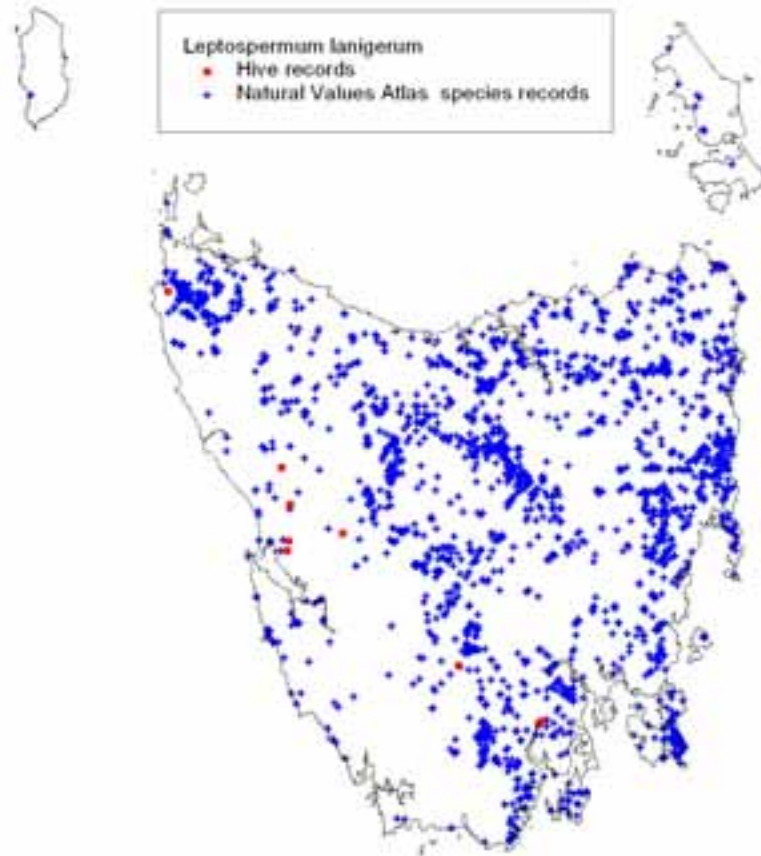 Leptospermum lanigerum
Hive records
Natural Values Atlas species records